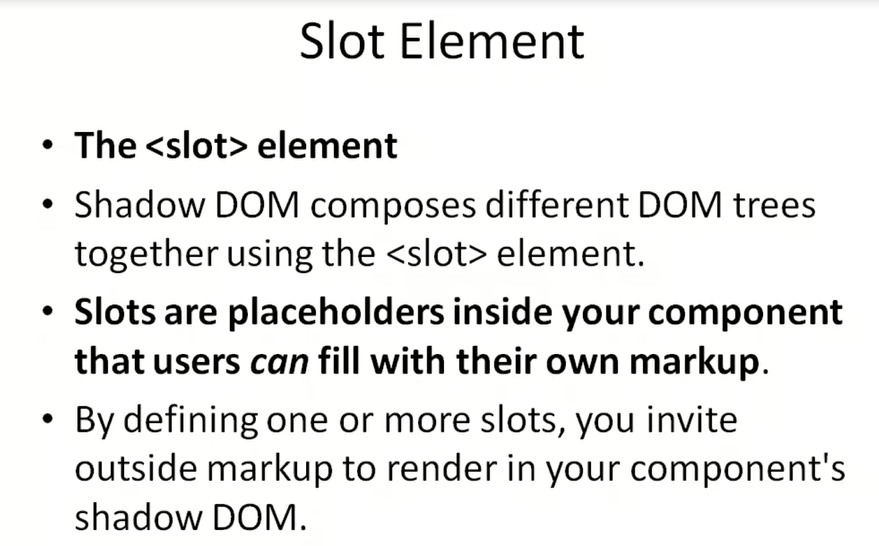 Slot Element
• The <slot> element
• Shadow DOM composes different DOM trees
together using the <slot> element.
• Slots are placeholders inside your component
that users can fill with their own markup.
• By defining one or more slots, you invite
outside markup to render in your component's
shadow DOM.